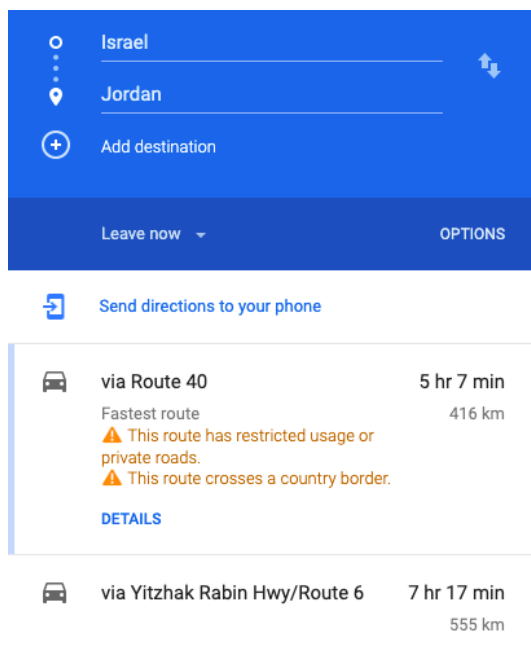 Israel
Jordan
Add destination
Leave now
OPTIONS
Send directions to your phone
via Route 40
5 hr 7 min
Fastest route
416 km
This route has restricted usage or
private roads.
This route crosses a country border.
DETAILS
via Yitzhak Rabin Hwy/Route 6
7 hr 17 min
555 km